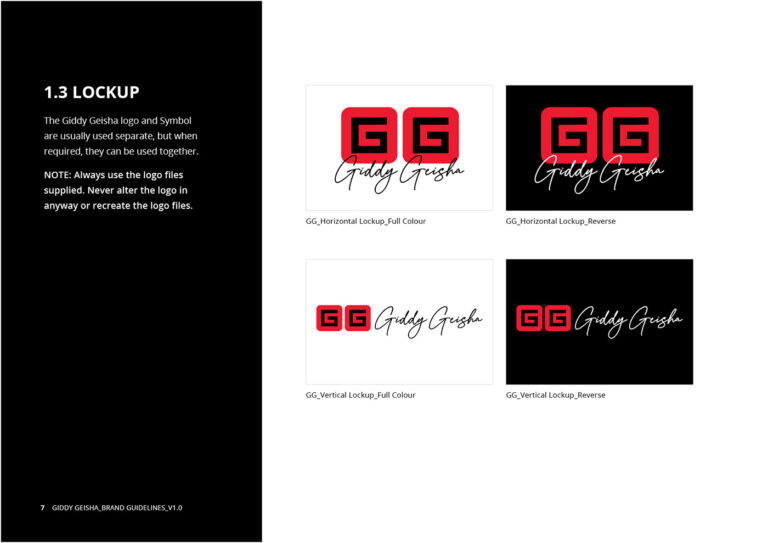 1.3 LOCKUP
The Giddy Geisha logo and Symbol
are usually used separate, but when
required, they can be used together.
NOTE: Always use the logo files
supplied. Never alter the logo in
anyway or recreate the logo files.
GG
Giddy Geisha
GG_Horizontal Lockup_Full Colour
GG
Giddy Geisha
GG_Horizontal Lockup_Reverse
GG Giddy Geisha
GG_Vertical Lockup_Full Colour
GG Giddy Geisha
GG_Vertical Lockup_Reverse
7 GIDDY GEISHA_BRAND GUIDELINES_V1.0